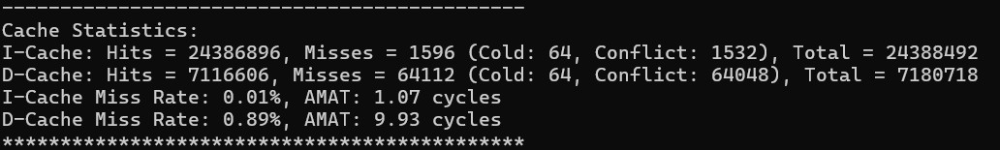 ---------------------------------------------
Cache Statistics:
I-Cache: Hits = 24386896, Misses = 1596 (Cold: 64, Conflict: 1532), Total = 24388492
D-Cache: Hits = 7116606, Misses = 64112 (Cold: 64, Conflict: 64048), Total = 7180718
I-Cache Miss Rate: 0.01%, AMAT: 1.07 cycles
D-Cache Miss Rate: 0.89%, AMAT: 9.93 cycles
*********************************************